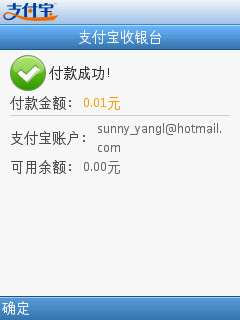 支付宝
支付宝收银台
付款成功!
付款金额: 0.01元
支付宝账户: sunny_yangl@hotmail.
com
可用余额: 0.00元
确定